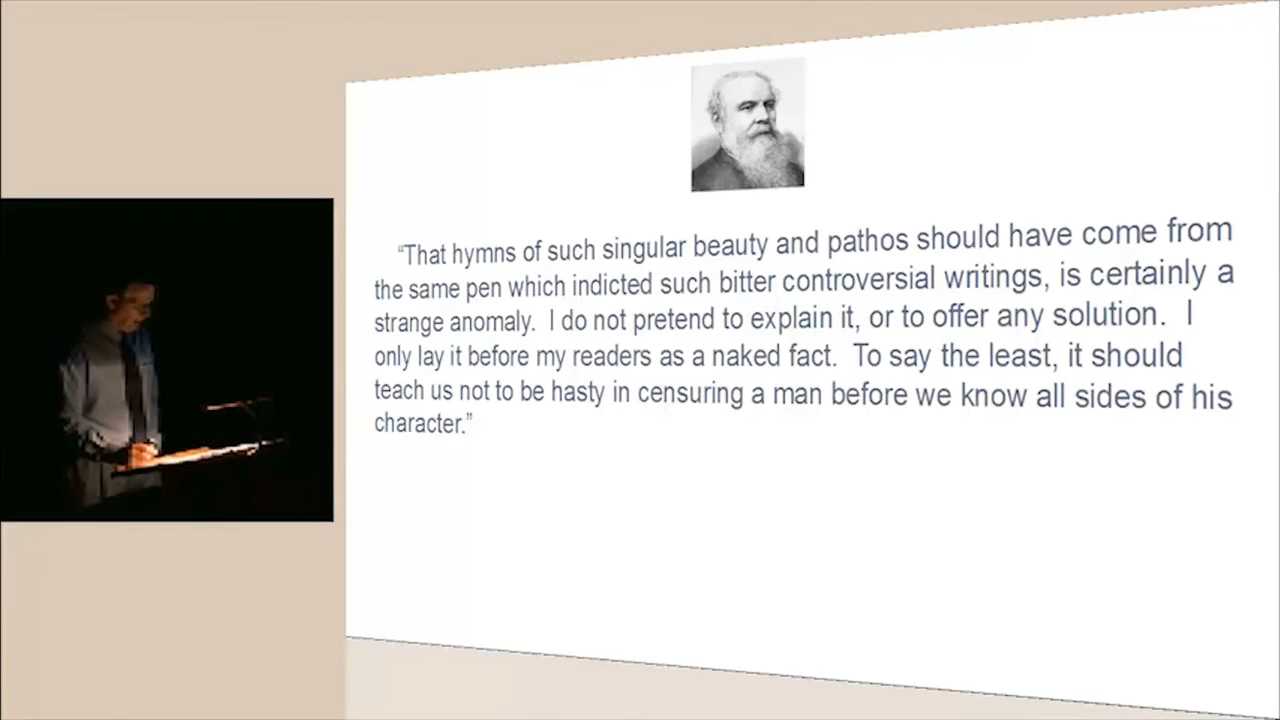 “That hymns of such singular beauty and pathos should have come from
the same pen which indicted such bitter controversial writings, is certainly a
strange anomaly. I do not pretend to explain it, or to offer any solution. I
only lay it before my readers as a naked fact. To say the least, it should
teach us not to be hasty in censuring a man before we know all sides of his
character.”